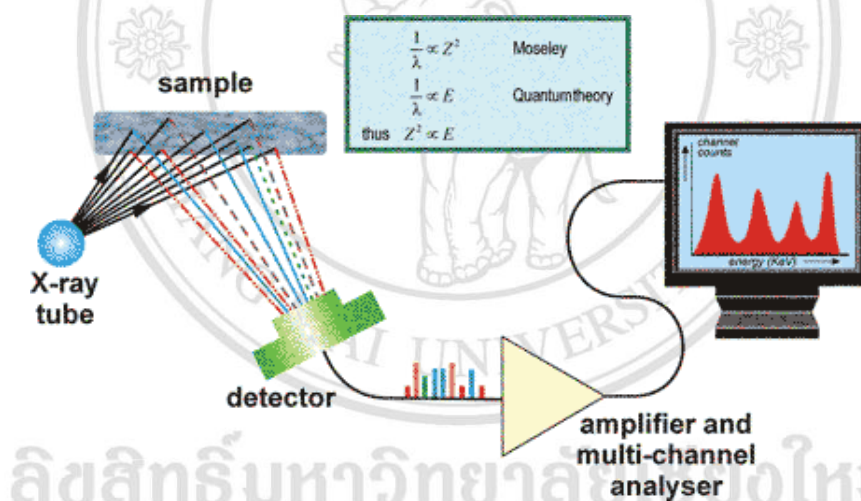 sample
1/λ ∝ Z² Moseley
1/λ ∝ E Quantumtheory
thus Z² ∝ E
channel
counts
energy (KeV)
X-ray
tube
detector
amplifier and
multi-channel
analyser
ลิขสิทธิ์มหาวิทยาลัยเชียงให